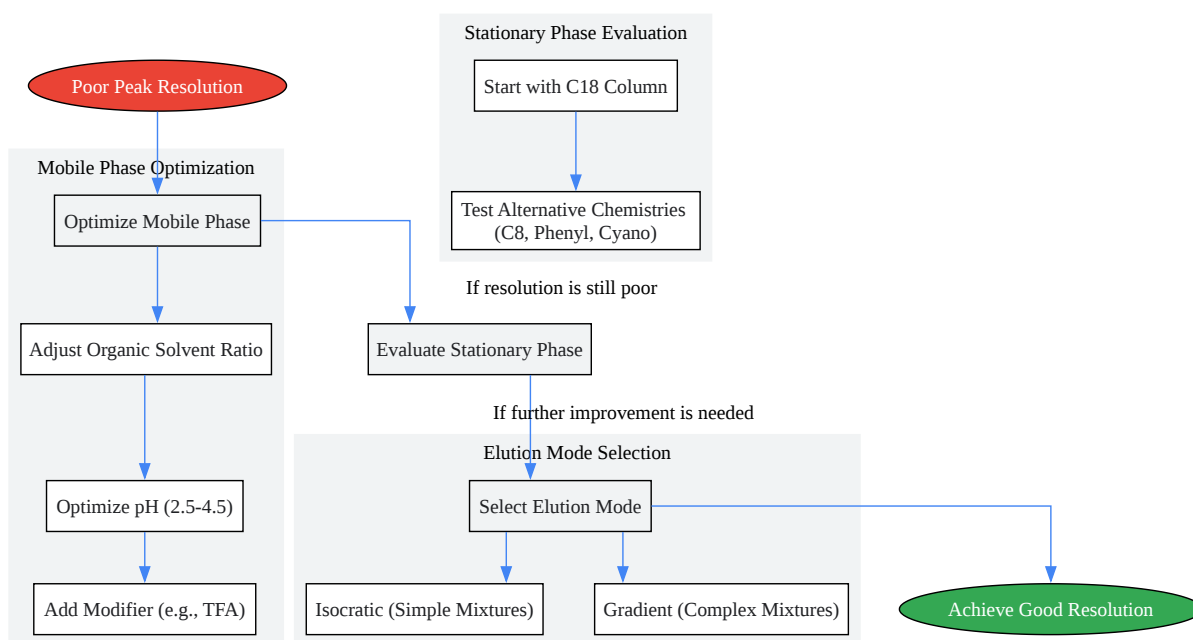 Stationary Phase Evaluation
Poor Peak Resolution
Start with C18 Column
Mobile Phase Optimization
Optimize Mobile Phase
Test Alternative Chemistries
(C8, Phenyl, Cyano)
If resolution is still poor
Adjust Organic Solvent Ratio
Evaluate Stationary Phase
If further improvement is needed
Elution Mode Selection
Optimize pH (2.5-4.5)
Select Elution Mode
Add Modifier (e.g., TFA)
Isocratic (Simple Mixtures)
Gradient (Complex Mixtures)
Achieve Good Resolution